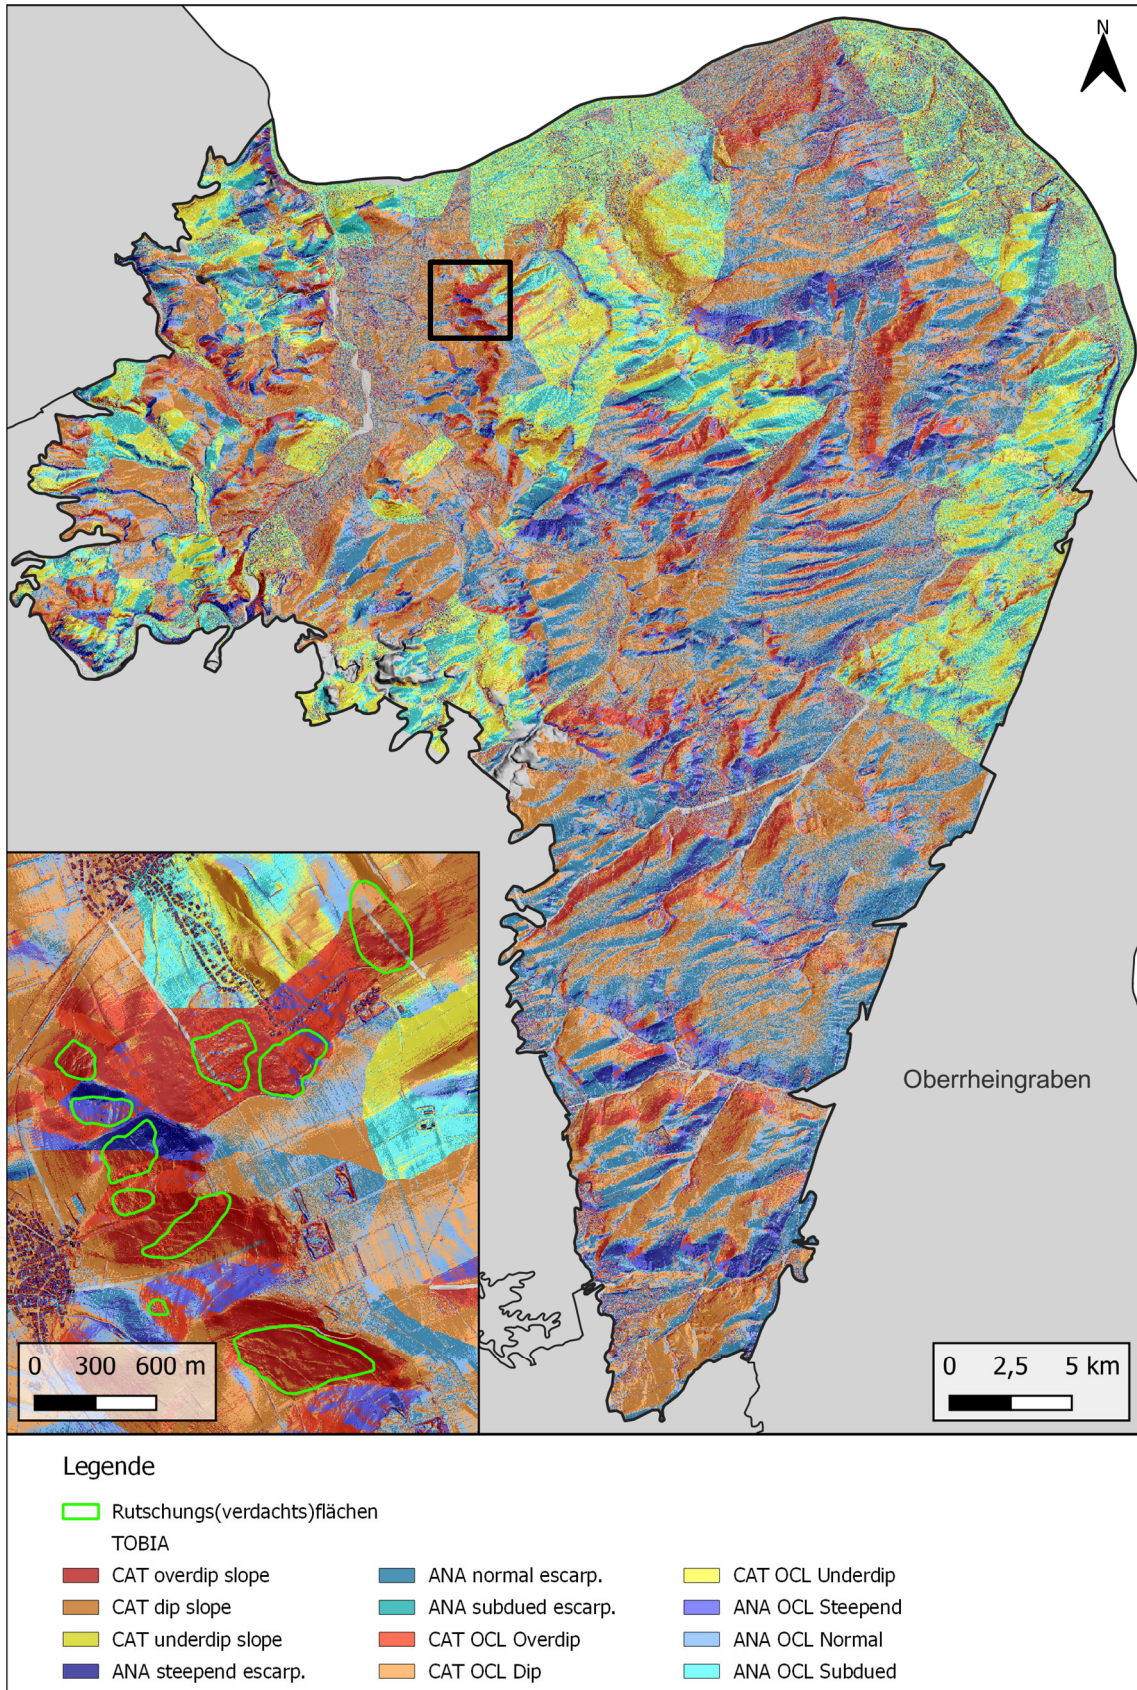 N
Oberrheingraben
0 300 600 m
0 2,5 5 km
Legende
Rutschungs(verdachts)flächen
TOBIA
CAT overdip slope
CAT dip slope
CAT underdip slope
ANA steepend escarp.
ANA normal escarp.
ANA subdued escarp.
CAT OCL Overdip
CAT OCL Dip
CAT OCL Underdip
ANA OCL Steepend
ANA OCL Normal
ANA OCL Subdued